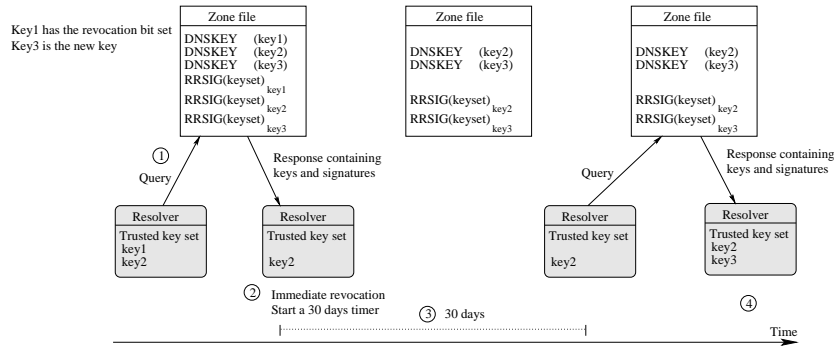 Key1 has the revocation bit set
Key3 is the new key
Zone file
DNSKEY (key1)
DNSKEY (key2)
DNSKEY (key3)
RRSIG(keyset) key1
RRSIG(keyset) key2
RRSIG(keyset) key3
Zone file
DNSKEY (key2)
DNSKEY (key3)
RRSIG(keyset) key2
RRSIG(keyset) key3
Zone file
DNSKEY (key2)
DNSKEY (key3)
RRSIG(keyset) key2
RRSIG(keyset) key3
1
Query
Response containing
keys and signatures
Query
Response containing
keys and signatures
Resolver
Trusted key set
key1
key2
Resolver
Trusted key set
key2
Resolver
Trusted key set
key2
Resolver
Trusted key set
key2
key3
2
Immediate revocation
Start a 30 days timer
3 30 days
4
Time